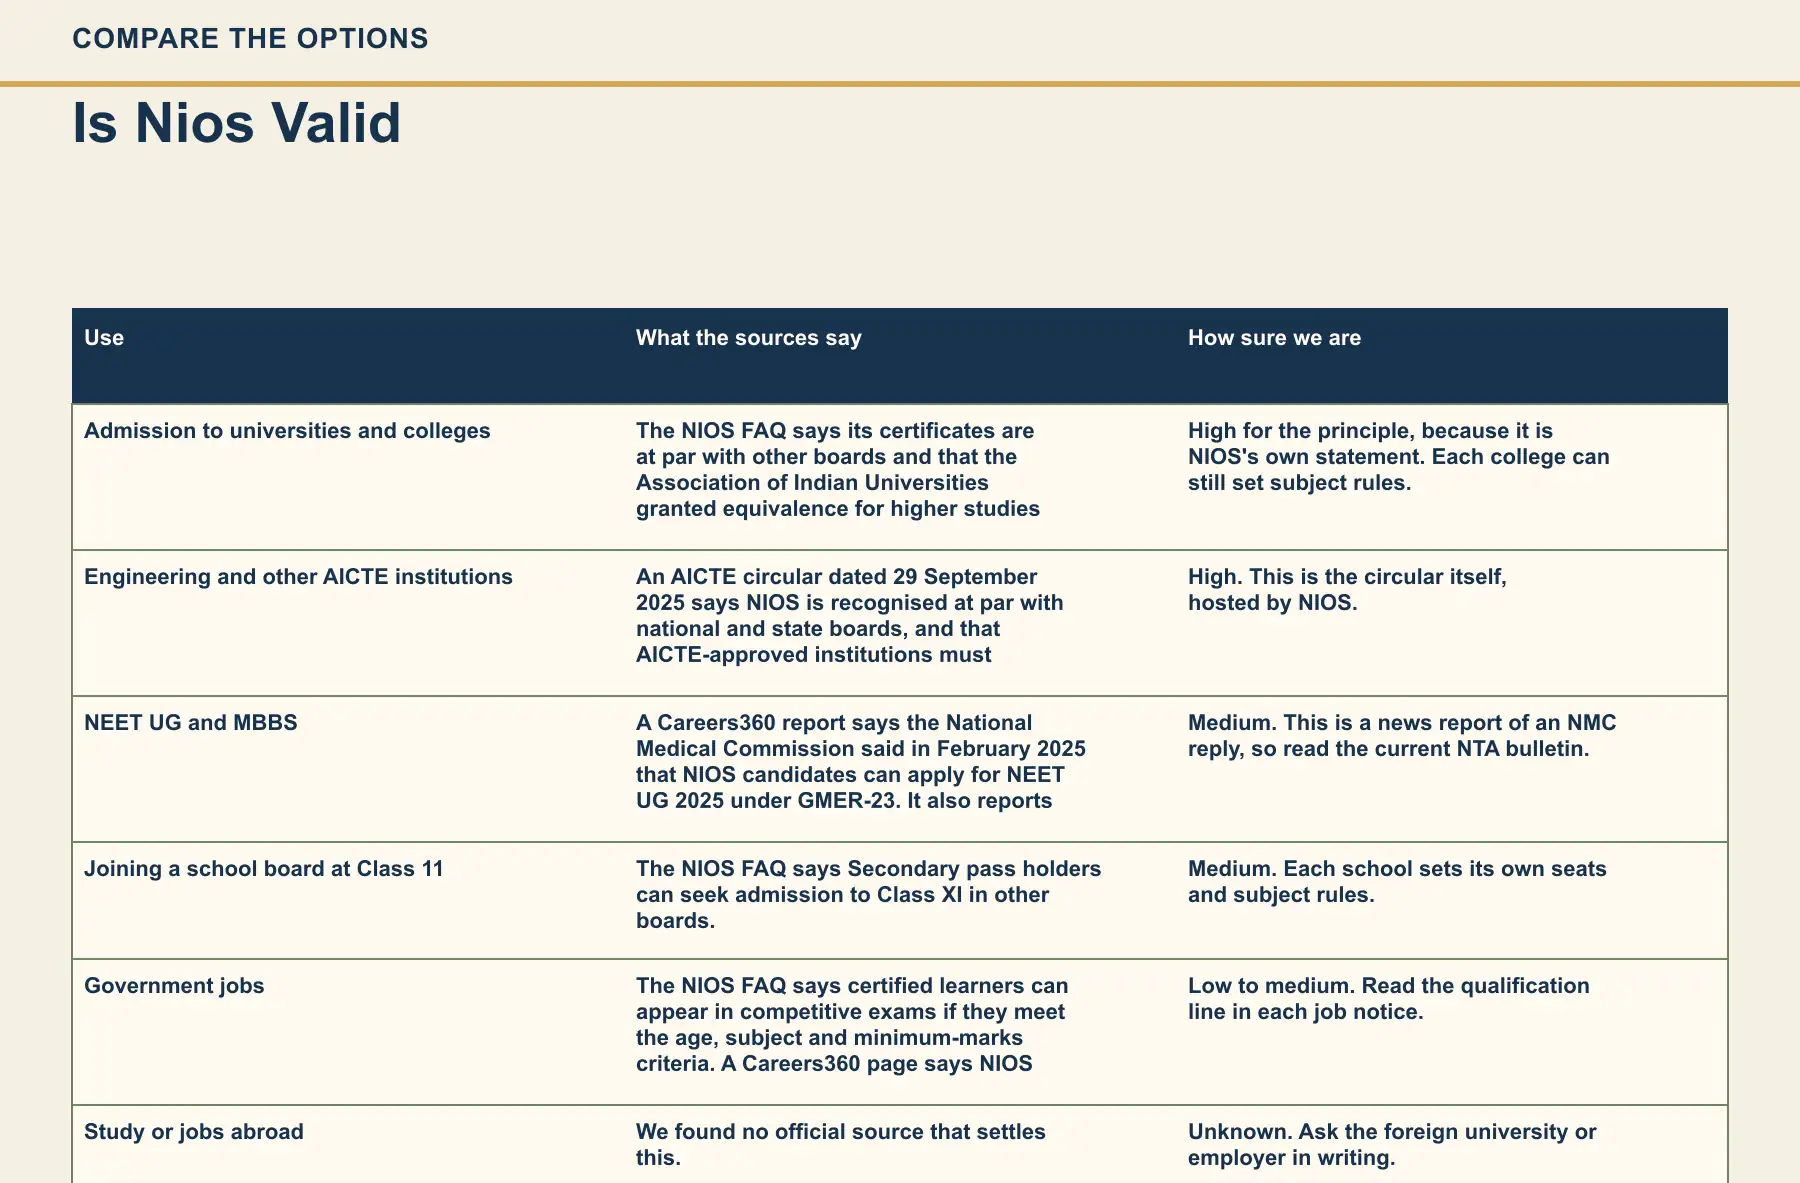 COMPARE THE OPTIONS
Is Nios Valid
Use
What the sources say
How sure we are
Admission to universities and colleges
The NIOS FAQ says its certificates are
at par with other boards and that the
Association of Indian Universities
granted equivalence for higher studies
High for the principle, because it is
NIOS's own statement. Each college can
still set subject rules.
Engineering and other AICTE institutions
An AICTE circular dated 29 September
2025 says NIOS is recognised at par with
national and state boards, and that
AICTE-approved institutions must
High. This is the circular itself,
hosted by NIOS.
NEET UG and MBBS
A Careers360 report says the National
Medical Commission said in February 2025
that NIOS candidates can apply for NEET
UG 2025 under GMER-23. It also reports
Medium. This is a news report of an NMC
reply, so read the current NTA bulletin.
Joining a school board at Class 11
The NIOS FAQ says Secondary pass holders
can seek admission to Class XI in other
boards.
Medium. Each school sets its own seats
and subject rules.
Government jobs
The NIOS FAQ says certified learners can
appear in competitive exams if they meet
the age, subject and minimum-marks
criteria. A Careers360 page says NIOS
Low to medium. Read the qualification
line in each job notice.
Study or jobs abroad
We found no official source that settles
this.
Unknown. Ask the foreign university or
employer in writing.